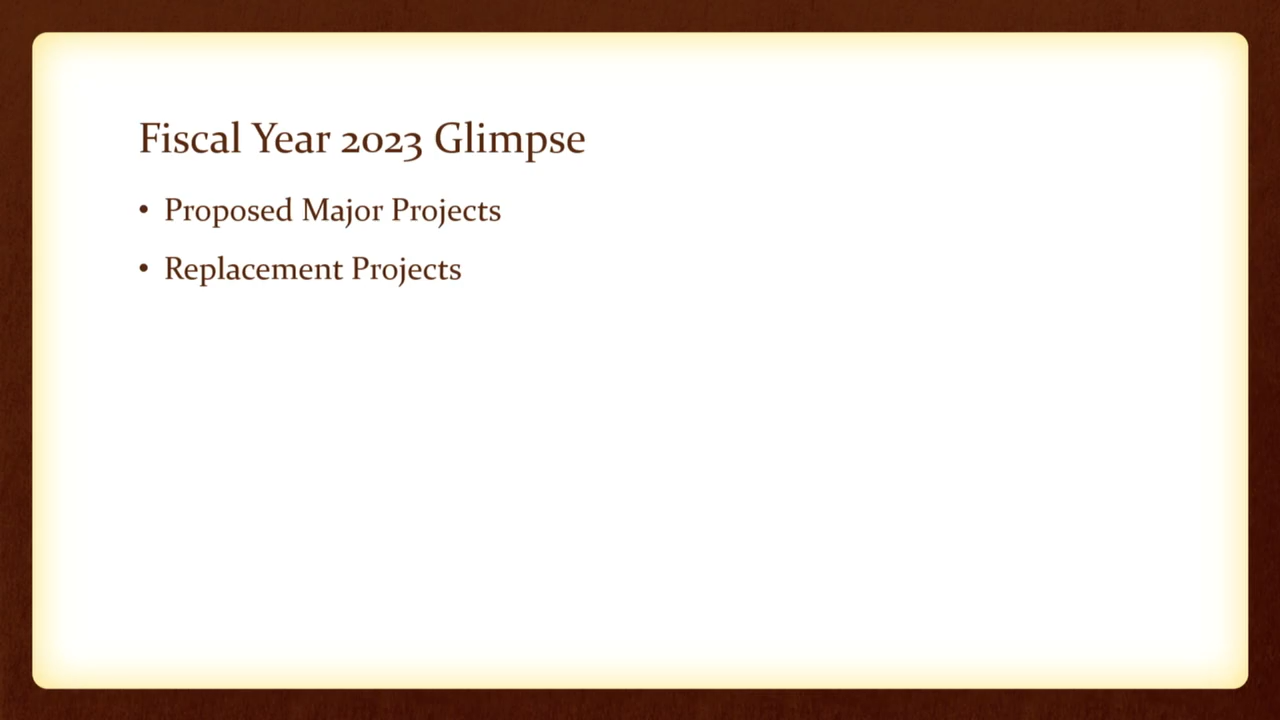 Fiscal Year 2023 Glimpse
• Proposed Major Projects
• Replacement Projects